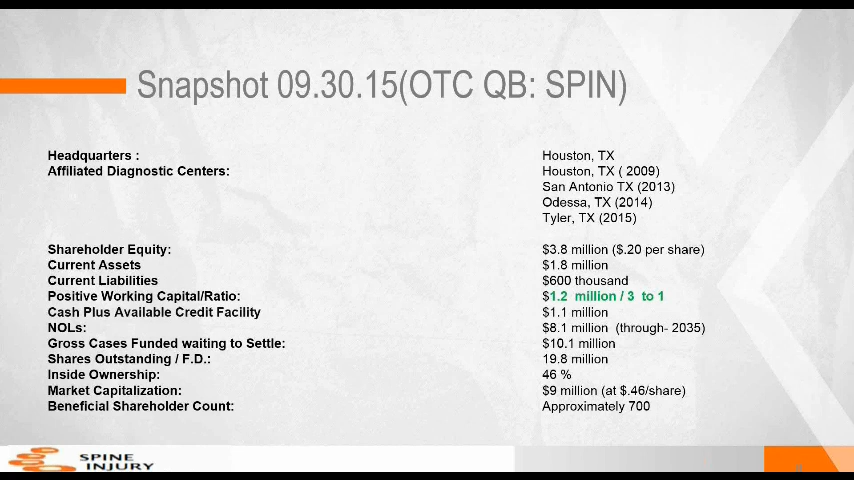 Snapshot 09.30.15(OTC QB: SPIN)
Headquarters : Houston, TX
Affiliated Diagnostic Centers: Houston, TX ( 2009)
San Antonio TX (2013)
Odessa, TX (2014)
Tyler, TX (2015)
Shareholder Equity: $3.8 million ($.20 per share)
Current Assets $1.8 million
Current Liabilities $600 thousand
Positive Working Capital/Ratio: $1.2 million / 3 to 1
Cash Plus Available Credit Facility $1.1 million
NOLs: $8.1 million (through- 2035)
Gross Cases Funded waiting to Settle: $10.1 million
Shares Outstanding / F.D.: 19.8 million
Inside Ownership: 46 %
Market Capitalization: $9 million (at $.46/share)
Beneficial Shareholder Count: Approximately 700
SPINE
INJURY